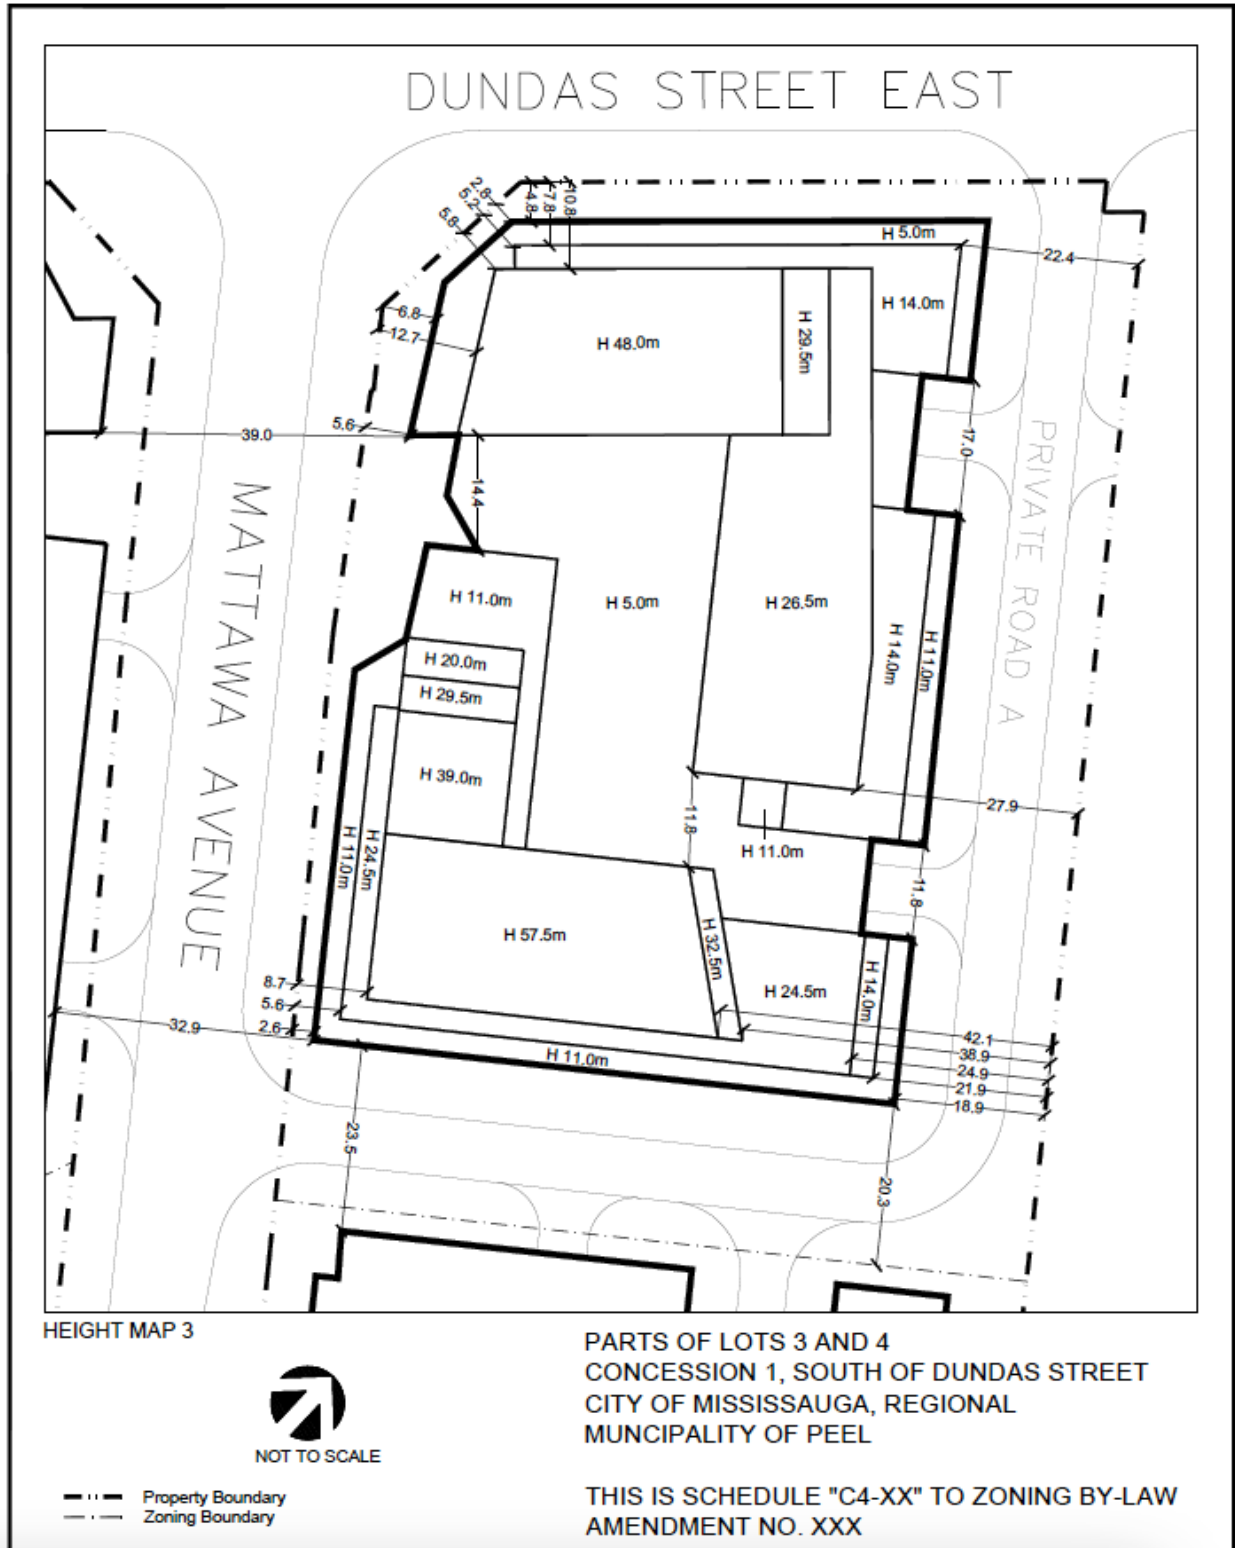 DUNDAS STREET EAST
2.8
5.2
5.8
4.8
7.8
10.8
H 5.0m
22.4
H 14.0m
6.8
12.7
H 48.0m
H 29.5m
5.6
39.0
14.4
17.0
PRIVATE ROAD A
MATTAWA AVENUE
H 11.0m
H 5.0m
H 26.5m
H 14.0m
H 11.0m
H 20.0m
H 29.5m
H 39.0m
27.9
11.8
H 11.0m
H 11.0m
H 24.5m
11.8
H 57.5m
H 32.5m
H 24.5m
H 14.0m
8.7
5.6
2.6
32.9
42.1
38.9
24.9
21.9
18.9
H 11.0m
23.5
20.3
HEIGHT MAP 3
NOT TO SCALE
Property Boundary
Zoning Boundary
PARTS OF LOTS 3 AND 4
CONCESSION 1, SOUTH OF DUNDAS STREET
CITY OF MISSISSAUGA, REGIONAL
MUNCIPALITY OF PEEL
THIS IS SCHEDULE "C4-XX" TO ZONING BY-LAW
AMENDMENT NO. XXX